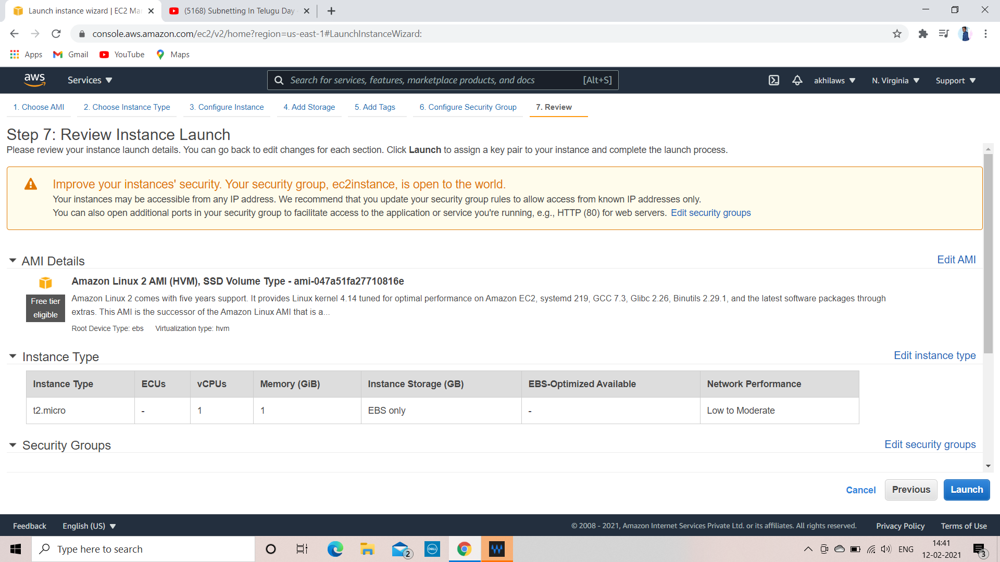 Launch instance wizard | EC2 Mar
(5168) Subnetting In Telugu Day
console.aws.amazon.com/ec2/v2/home?region=us-east-1#LaunchInstanceWizard:
Apps Gmail YouTube Maps
aws Services Search for services, features, marketplace products, and docs [Alt+S] akhilaws N. Virginia Support
1. Choose AMI 2. Choose Instance Type 3. Configure Instance 4. Add Storage 5. Add Tags 6. Configure Security Group 7. Review
Step 7: Review Instance Launch
Please review your instance launch details. You can go back to edit changes for each section. Click Launch to assign a key pair to your instance and complete the launch process.
Improve your instances' security. Your security group, ec2instance, is open to the world.
Your instances may be accessible from any IP address. We recommend that you update your security group rules to allow access from known IP addresses only.
You can also open additional ports in your security group to facilitate access to the application or service you're running, e.g., HTTP (80) for web servers. Edit security groups
AMI Details Edit AMI
Amazon Linux 2 AMI (HVM), SSD Volume Type - ami-047a51fa27710816e
Free tier eligible
Amazon Linux 2 comes with five years support. It provides Linux kernel 4.14 tuned for optimal performance on Amazon EC2, systemd 219, GCC 7.3, Glibc 2.26, Binutils 2.29.1, and the latest software packages through
extras. This AMI is the successor of the Amazon Linux AMI that is a...
Root Device Type: ebs Virtualization type: hvm
Instance Type Edit instance type
Instance Type ECUs vCPUs Memory (GiB) Instance Storage (GB) EBS-Optimized Available Network Performance
t2.micro - 1 1 EBS only - Low to Moderate
Security Groups Edit security groups
Cancel Previous Launch
Feedback English (US) © 2008 - 2021, Amazon Internet Services Private Ltd. or its affiliates. All rights reserved. Privacy Policy Terms of Use
Type here to search 2 DELL W ENG 14:41
12-02-2021 3